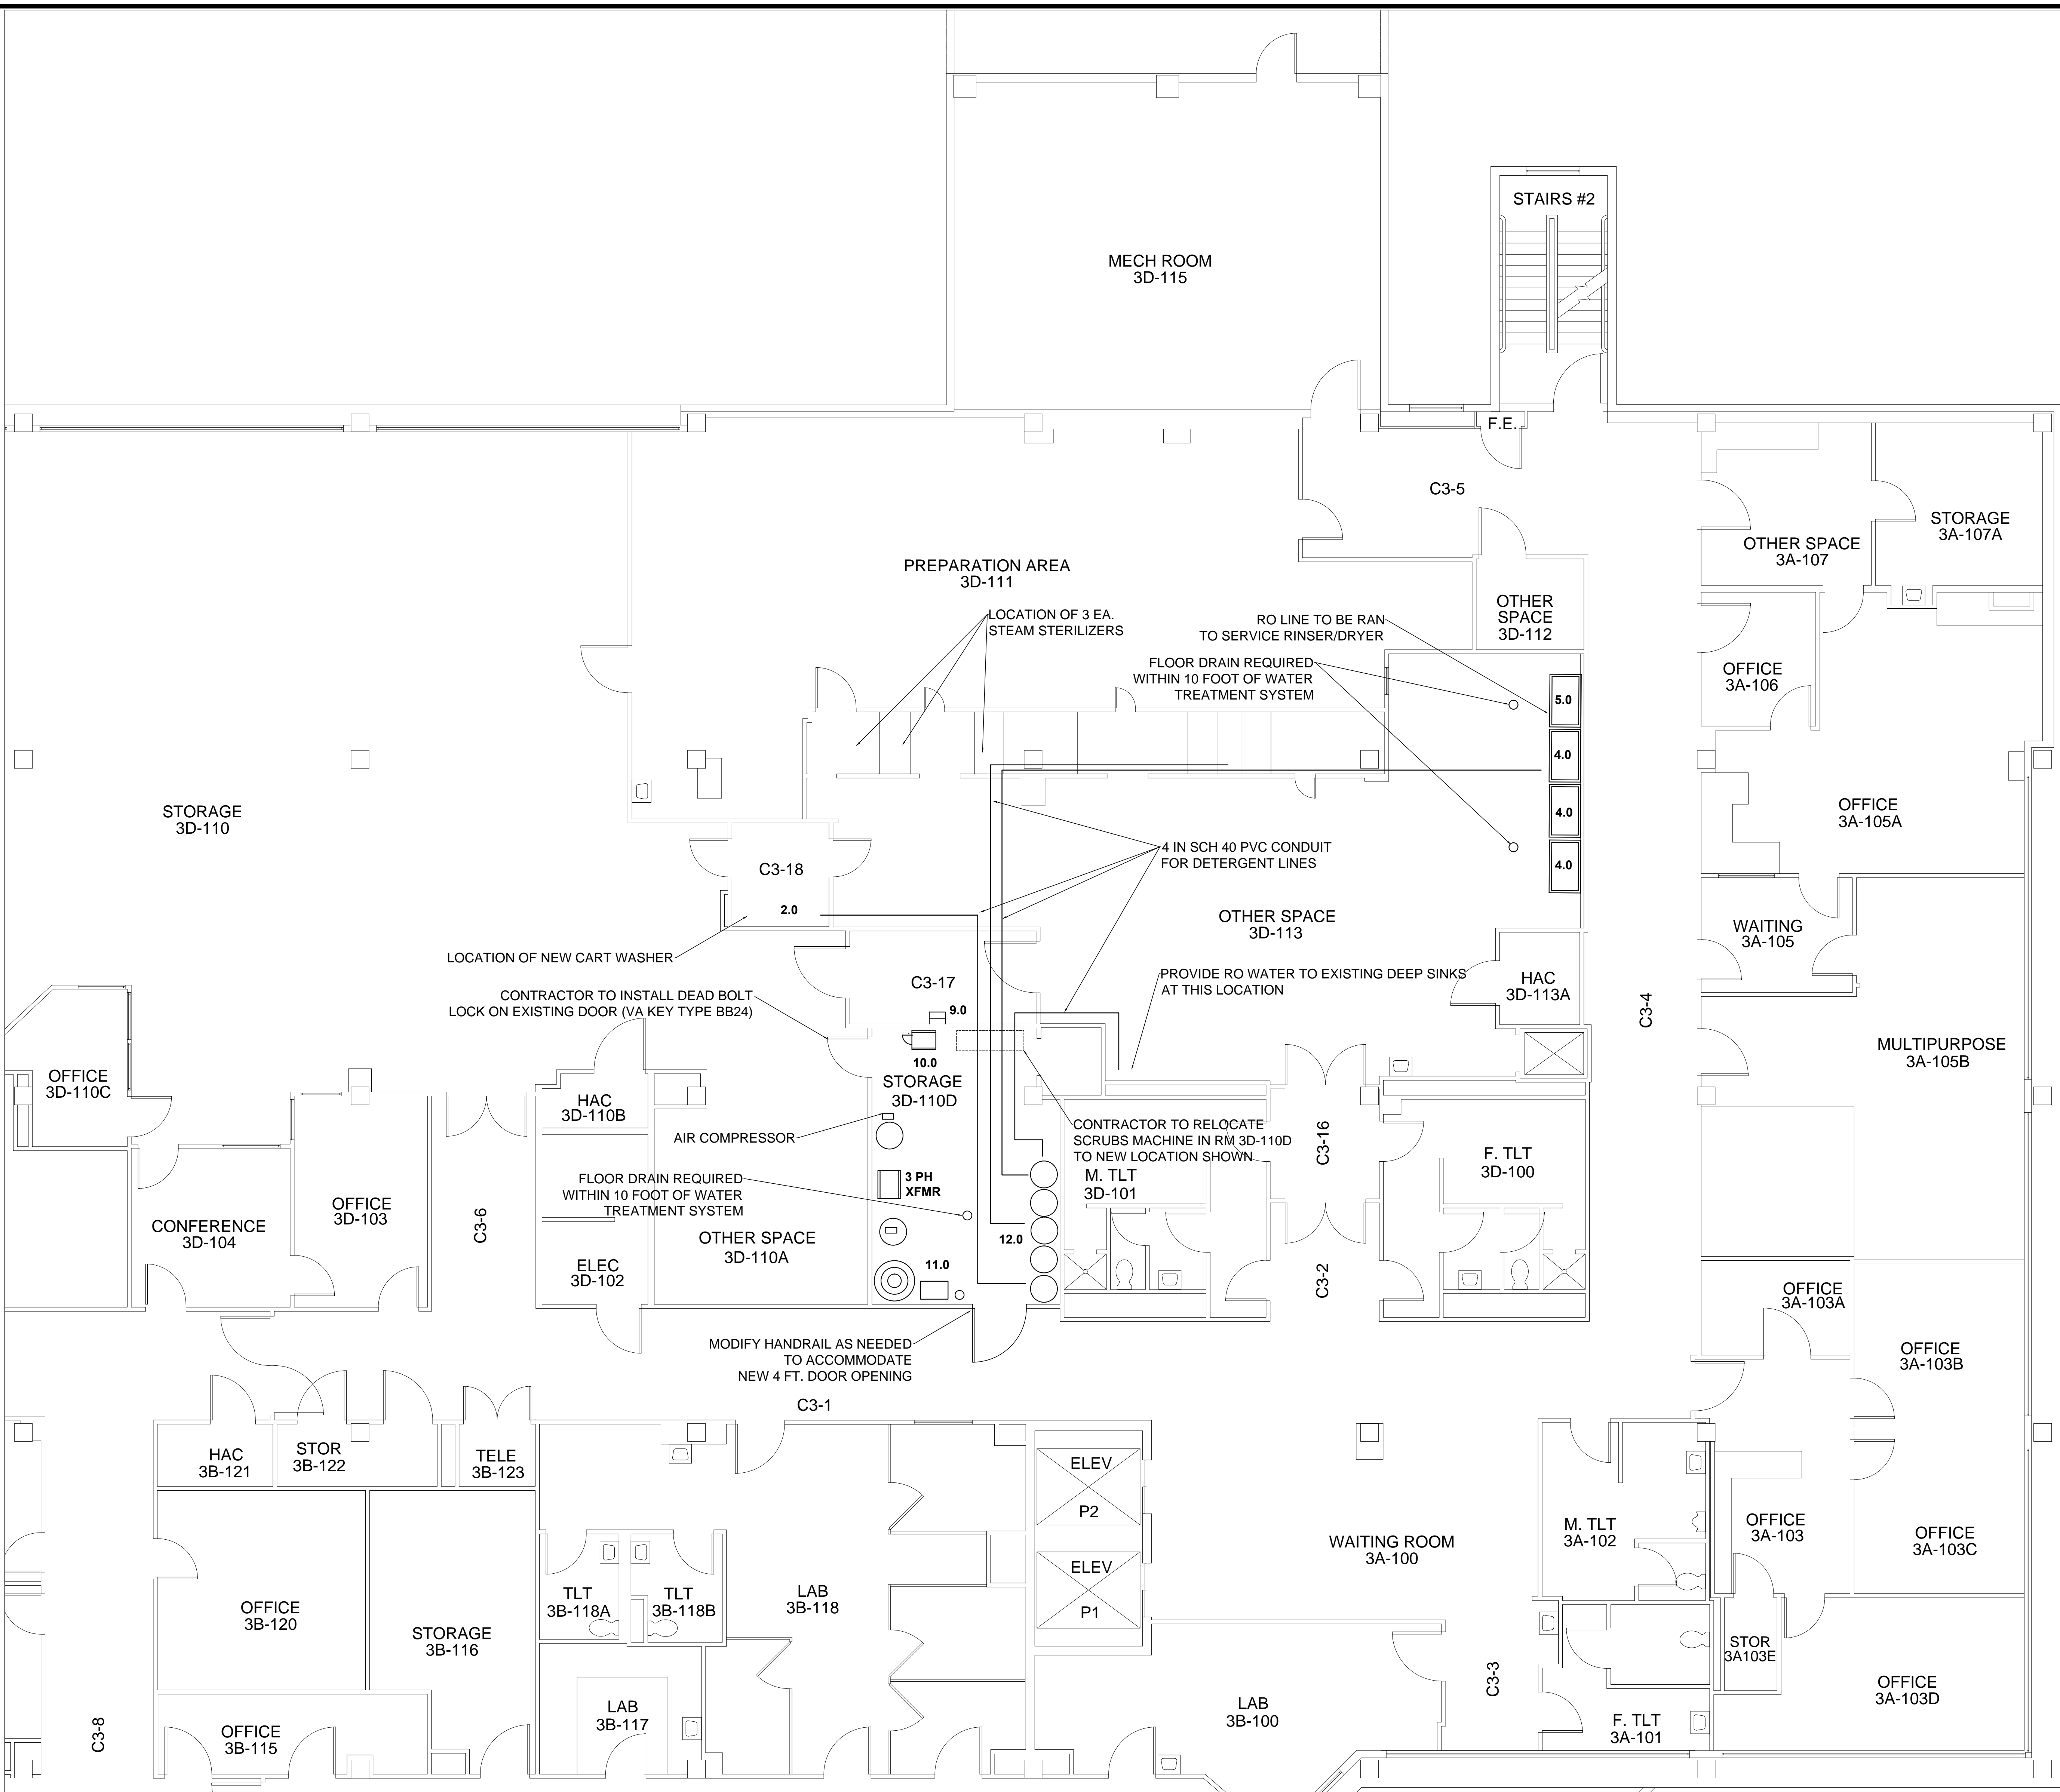 STAIRS #2
MECH ROOM
3D-115
F.E.
C3-5
STORAGE
3A-107A
OTHER SPACE
3A-107
PREPARATION AREA
3D-111
OTHER
SPACE
3D-112
LOCATION OF 3 EA.
STEAM STERILIZERS
RO LINE TO BE RAN
TO SERVICE RINSER/DRYER
FLOOR DRAIN REQUIRED
WITHIN 10 FOOT OF WATER
TREATMENT SYSTEM
OFFICE
3A-106
5.0
4.0
4.0
4.0
STORAGE
3D-110
OFFICE
3A-105A
4 IN SCH 40 PVC CONDUIT
FOR DETERGENT LINES
C3-18
2.0
OTHER SPACE
3D-113
WAITING
3A-105
LOCATION OF NEW CART WASHER
C3-17
PROVIDE RO WATER TO EXISTING DEEP SINKS
AT THIS LOCATION
HAC
3D-113A
CONTRACTOR TO INSTALL DEAD BOLT
LOCK ON EXISTING DOOR (VA KEY TYPE BB24)
9.0
C3-4
10.0
MULTIPURPOSE
3A-105B
OFFICE
3D-110C
STORAGE
3D-110D
HAC
3D-110B
AIR COMPRESSOR
CONTRACTOR TO RELOCATE
SCRUBS MACHINE IN RM 3D-110D
TO NEW LOCATION SHOWN
C3-16
M. TLT
3D-101
F. TLT
3D-100
FLOOR DRAIN REQUIRED
WITHIN 10 FOOT OF WATER
TREATMENT SYSTEM
3 PH
XFMR
OFFICE
3D-103
CONFERENCE
3D-104
C3-6
OTHER SPACE
3D-110A
12.0
11.0
ELEC
3D-102
C3-2
OFFICE
3A-103A
MODIFY HANDRAIL AS NEEDED
TO ACCOMMODATE
NEW 4 FT. DOOR OPENING
OFFICE
3A-103B
C3-1
HAC
3B-121
STOR
3B-122
TELE
3B-123
ELEV
P2
WAITING ROOM
3A-100
M. TLT
3A-102
OFFICE
3A-103
OFFICE
3A-103C
ELEV
P1
TLT
3B-118A
TLT
3B-118B
LAB
3B-118
OFFICE
3B-120
STORAGE
3B-116
STOR
3A103E
C3-3
OFFICE
3A-103D
LAB
3B-117
LAB
3B-100
F. TLT
3A-101
C3-8
OFFICE
3B-115